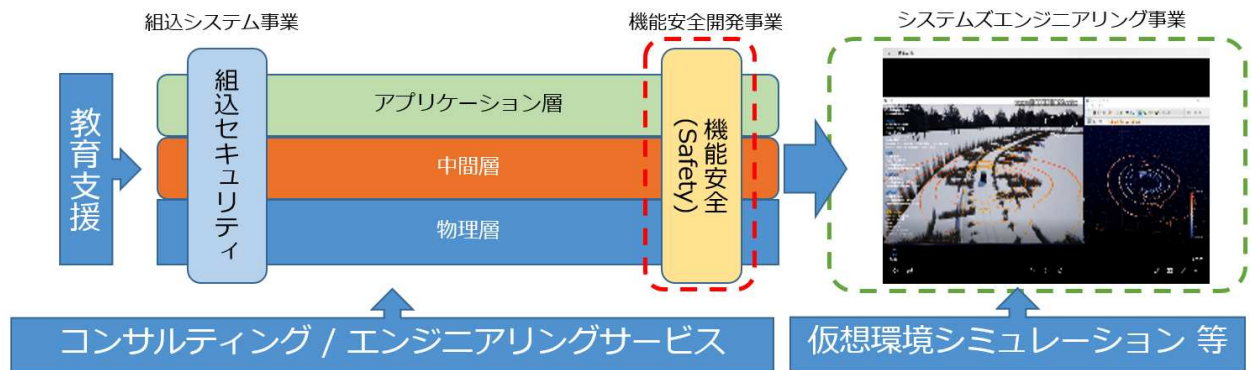 組込システム事業
機能安全開発事業
システムズエンジニアリング事業
教育支援
組込セキュリティ
アプリケーション層
中間層
物理層
機能安全
(Safety)
コンサルティング / エンジニアリングサービス
仮想環境シミュレーション 等